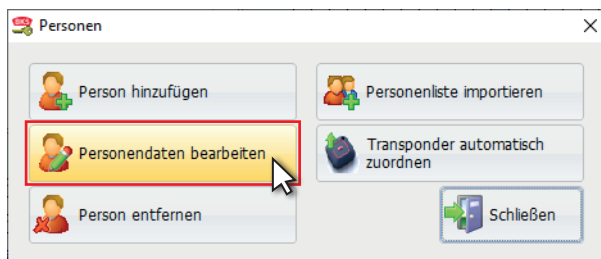 Personen
Person hinzufügen
Personenliste importieren
Personendaten bearbeiten
Transponder automatisch
zuordnen
Person entfernen
Schließen